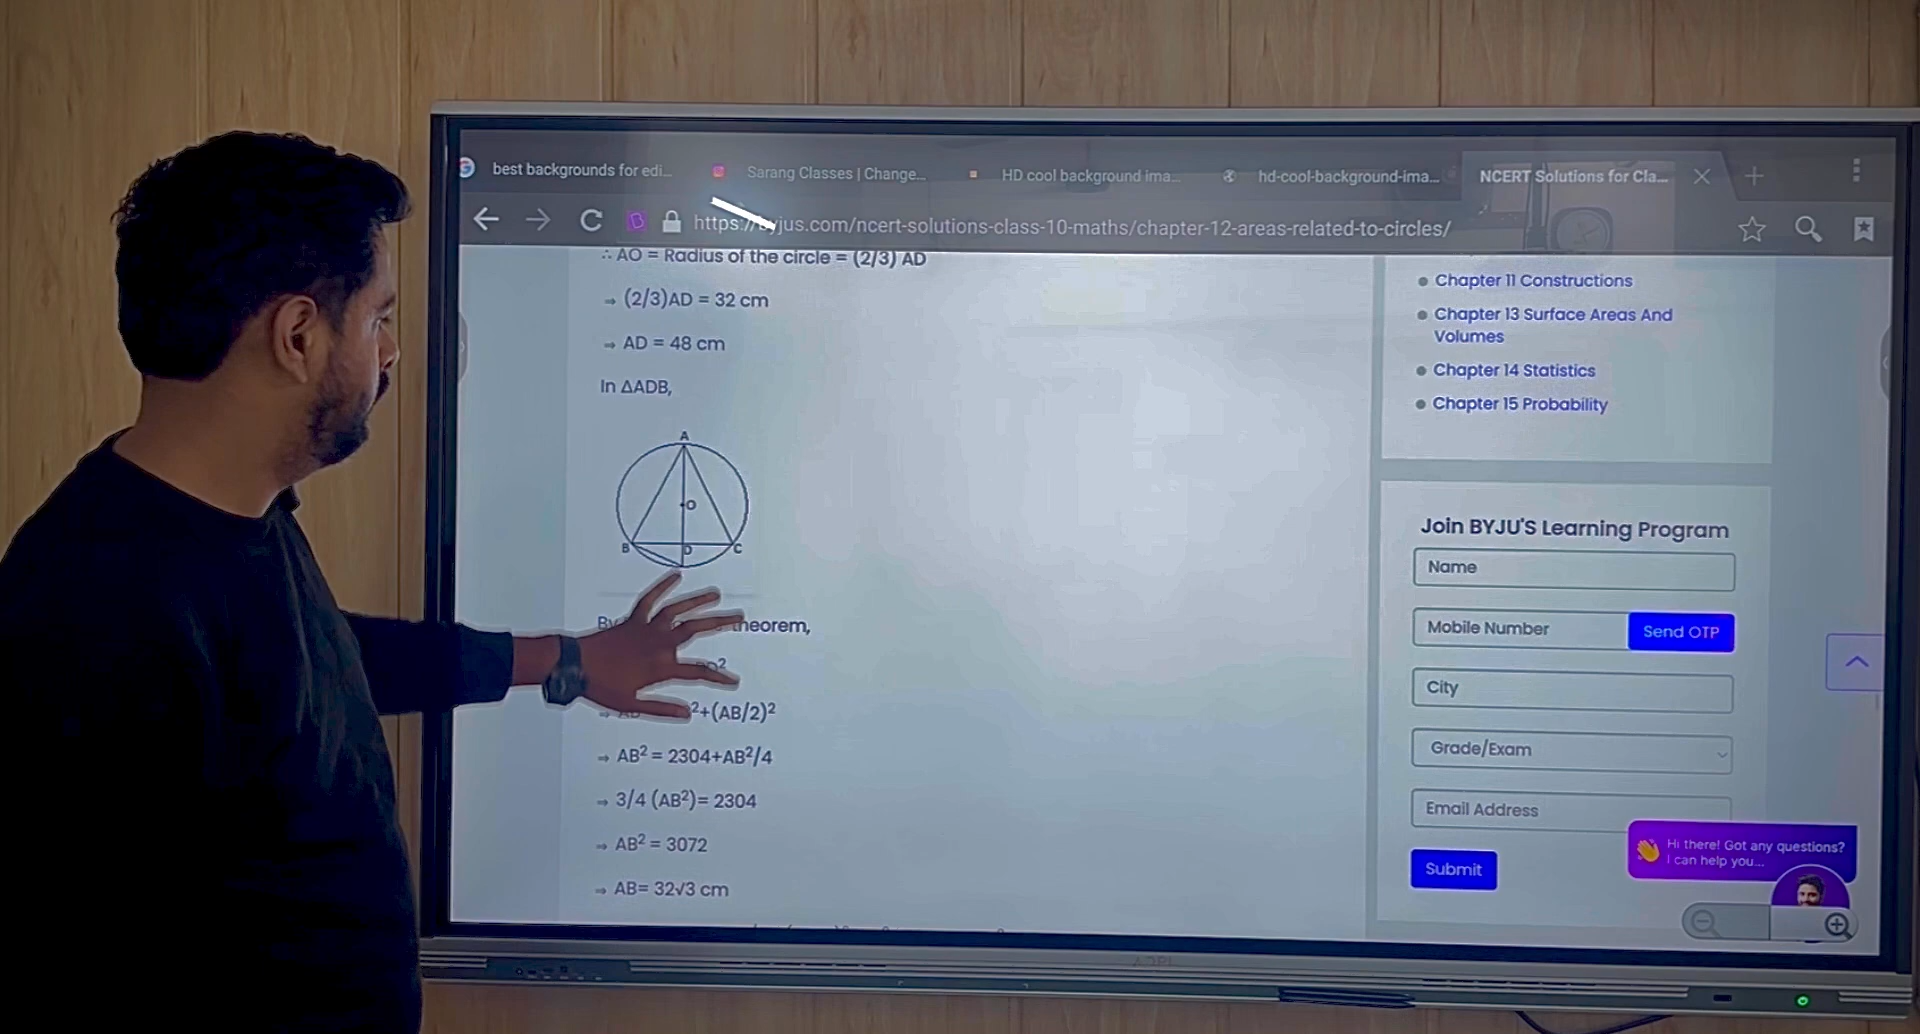 best backgrounds for edi...
Sarang Classes | Change...
HD cool background ima...
hd-cool-background-ima...
NCERT Solutions for Cla...
https://byjus.com/ncert-solutions-class-10-maths/chapter-12-areas-related-to-circles/
∴ AO = Radius of the circle = (2/3) AD
⇒ (2/3)AD = 32 cm
⇒ AD = 48 cm
In ΔADB,
A
O
B
D
C
By theorem,
²
²+(AB/2)²
⇒ AB² = 2304+AB²/4
⇒ 3/4 (AB²)= 2304
⇒ AB² = 3072
⇒ AB= 32√3 cm
Chapter 11 Constructions
Chapter 13 Surface Areas And
Volumes
Chapter 14 Statistics
Chapter 15 Probability
Join BYJU'S Learning Program
Name
Mobile Number
Send OTP
City
Grade/Exam
Email Address
Submit
Hi there! Got any questions?
I can help you...